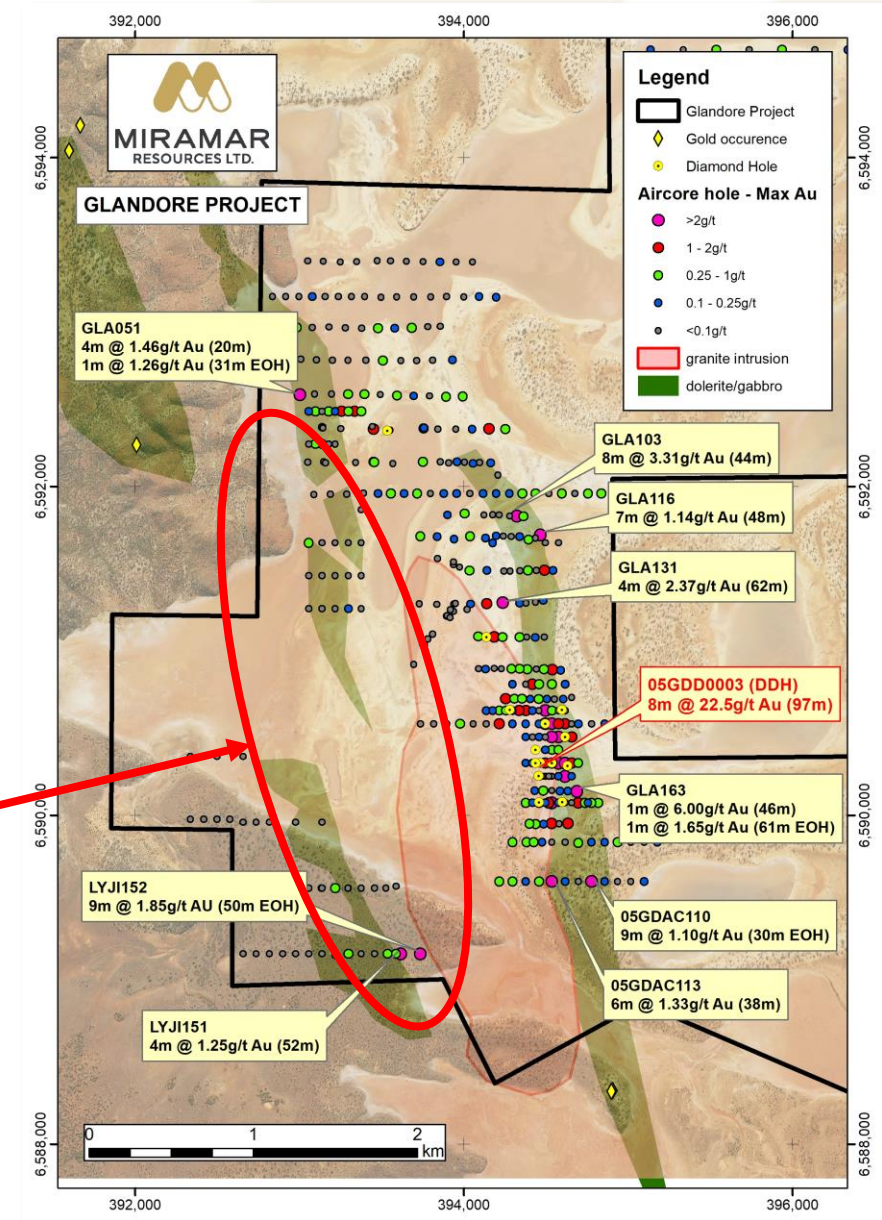 392,000
394,000
396,000
MIRAMAR
RESOURCES LTD.
GLANDORE PROJECT
Legend
Glandore Project
Gold occurence
Diamond Hole
Aircore hole - Max Au
>2g/t
1 - 2g/t
0.25 - 1g/t
0.1 - 0.25g/t
<0.1g/t
granite intrusion
dolerite/gabbro
6,594,000
6,594,000
GLA051
4m @ 1.46g/t Au (20m)
1m @ 1.26g/t Au (31m EOH)
GLA103
8m @ 3.31g/t Au (44m)
6,592,000
6,592,000
GLA116
7m @ 1.14g/t Au (48m)
GLA131
4m @ 2.37g/t Au (62m)
05GDD0003 (DDH)
8m @ 22.5g/t Au (97m)
6,590,000
6,590,000
GLA163
1m @ 6.00g/t Au (46m)
1m @ 1.65g/t Au (61m EOH)
LYJI152
9m @ 1.85g/t AU (50m EOH)
05GDAC110
9m @ 1.10g/t Au (30m EOH)
05GDAC113
6m @ 1.33g/t Au (38m)
LYJI151
4m @ 1.25g/t Au (52m)
6,588,000
6,588,000
0 1 2
km
392,000
394,000
396,000